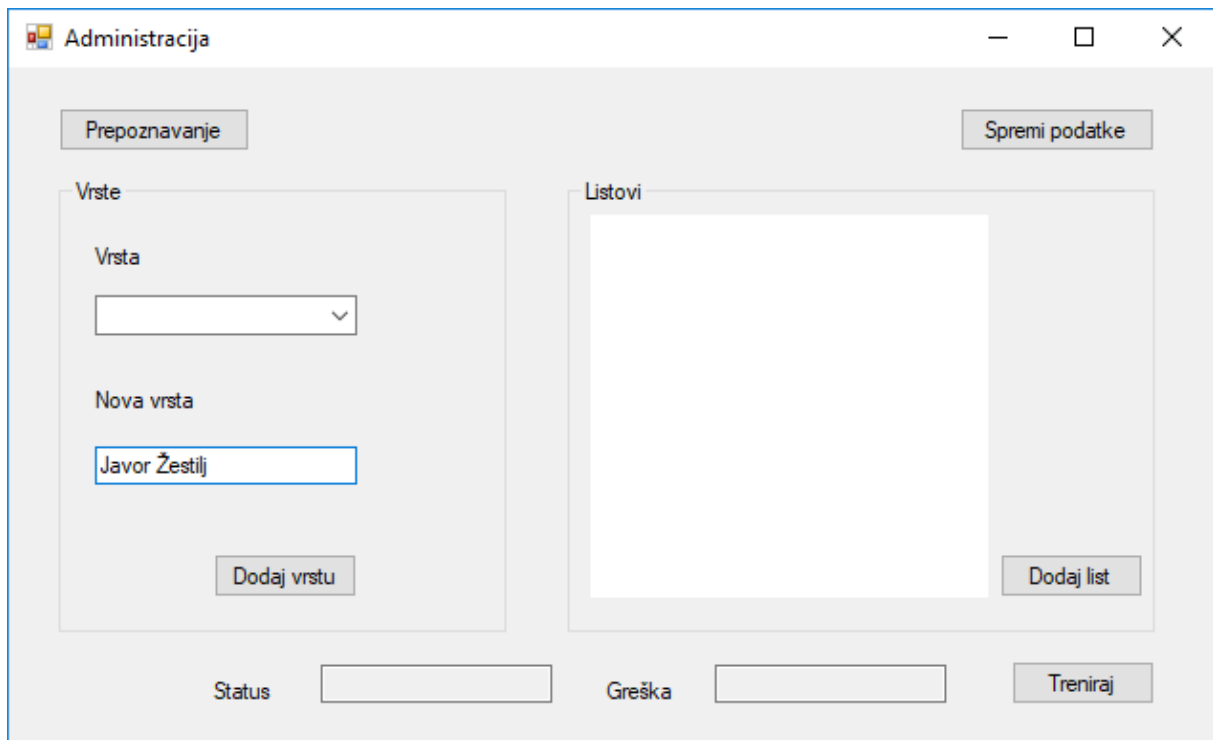 Administracija
Prepoznavanje
Spremi podatke
Vrste
Listovi
Vrsta
Nova vrsta
Javor Žestilj
Dodaj vrstu
Dodaj list
Status
Greška
Treniraj